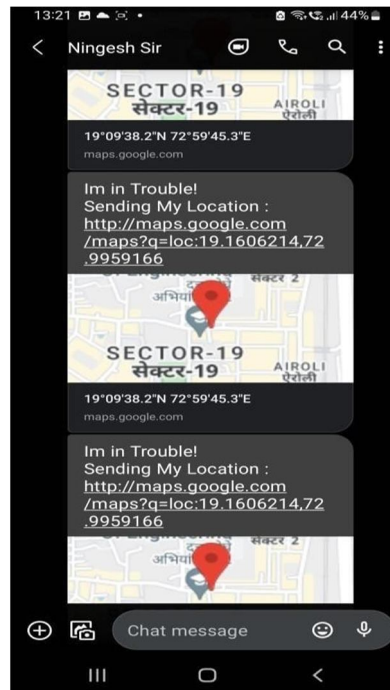 13:21 44%
Ningesh Sir
SECTOR-19
सेक्टर-19
AIROLI
ऐरोली
19°09'38.2"N 72°59'45.3"E
maps.google.com
Im in Trouble!
Sending My Location :
http://maps.google.com
/maps?q=loc:19.1606214,72
.9959166
सेक्टर 2
अभियां
SECTOR-19
सेक्टर-19
AIROLI
ऐरोली
19°09'38.2"N 72°59'45.3"E
maps.google.com
Im in Trouble!
Sending My Location :
http://maps.google.com
/maps?q=loc:19.1606214,72
.9959166
सेक्टर 2
अभियां
Chat message